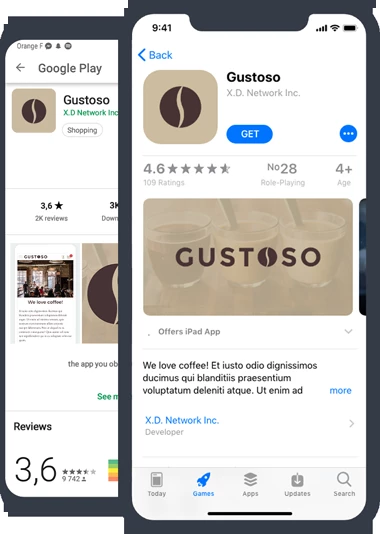 Orange F
Google Play
Gustoso
X.D. Network Inc.
Shopping
3,6 ★
2K reviews
3K
Down
GUSTOSO
We love coffee!
the app you ob
See m
Reviews
3,6
9 742
9:41
Back
Gustoso
X.D. Network Inc.
GET
4.6
No28
4+
109 Ratings
Role-Playing
Age
GUSTOSO
Offers iPad App
We love coffee! Et iusto odio dignissimos
ducimus qui blanditiis praesentium
voluptatum deleniti atque. Ut enim ad
more
X.D. Network Inc.
Developer
Today
Games
Apps
Updates
Search